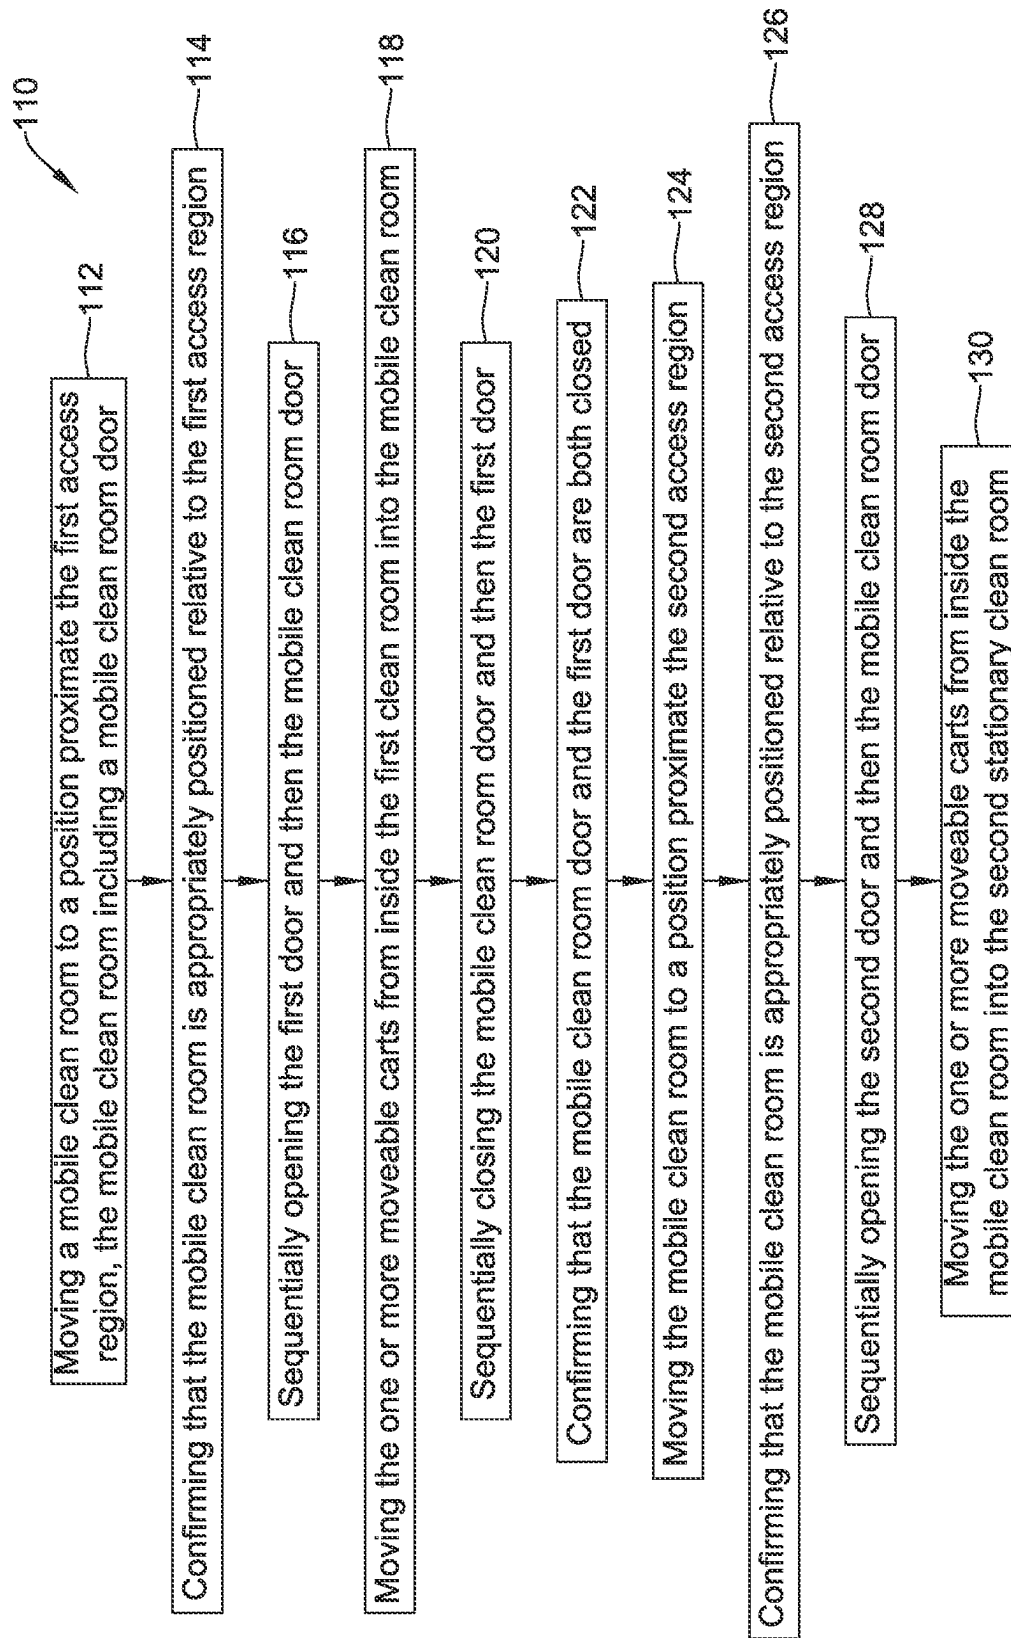 110
Moving a mobile clean room to a position proximate the first access
region, the mobile clean room including a mobile clean room door
112
Confirming that the mobile clean room is appropriately positioned relative to the first access region
114
Sequentially opening the first door and then the mobile clean room door
116
Moving the one or more moveable carts from inside the first clean room into the mobile clean room
118
Sequentially closing the mobile clean room door and then the first door
120
Confirming that the mobile clean room door and the first door are both closed
122
Moving the mobile clean room to a position proximate the second access region
124
Confirming that the mobile clean room is appropriately positioned relative to the second access region
126
Sequentially opening the second door and then the mobile clean room door
128
Moving the one or more moveable carts from inside the
mobile clean room into the second stationary clean room
130